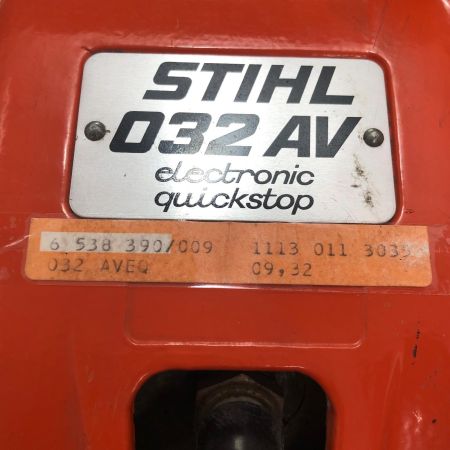 STIHL
032 AV
electronic
quickstop
6 538 390/009 1113 011 3035
032 AVEQ 09,32